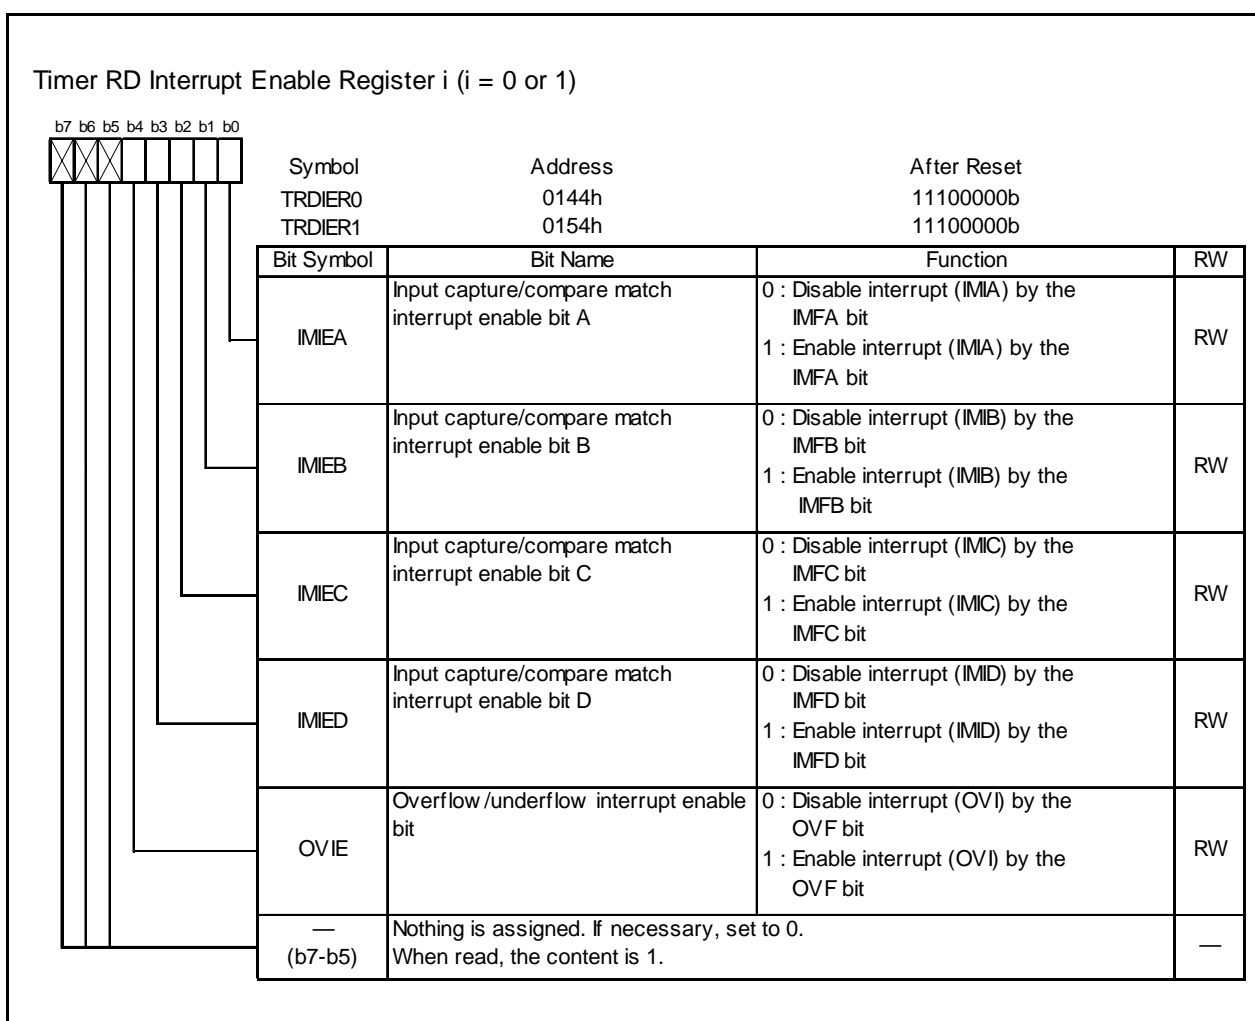 Timer RD Interrupt Enable Register i (i = 0 or 1)
b7 b6 b5 b4 b3 b2 b1 b0
Symbol Address After Reset
TRDIER0 0144h 11100000b
TRDIER1 0154h 11100000b
Bit Symbol Bit Name Function RW
IMIEA
Input capture/compare match
interrupt enable bit A
0 : Disable interrupt (IMIA) by the
IMFA bit
1 : Enable interrupt (IMIA) by the
IMFA bit
RW
IMIEB
Input capture/compare match
interrupt enable bit B
0 : Disable interrupt (IMIB) by the
IMFB bit
1 : Enable interrupt (IMIB) by the
IMFB bit
RW
IMIEC
Input capture/compare match
interrupt enable bit C
0 : Disable interrupt (IMIC) by the
IMFC bit
1 : Enable interrupt (IMIC) by the
IMFC bit
RW
IMIED
Input capture/compare match
interrupt enable bit D
0 : Disable interrupt (IMID) by the
IMFD bit
1 : Enable interrupt (IMID) by the
IMFD bit
RW
OVIE
Overflow/underflow interrupt enable
bit
0 : Disable interrupt (OVI) by the
OVF bit
1 : Enable interrupt (OVI) by the
OVF bit
RW
—
(b7-b5)
Nothing is assigned. If necessary, set to 0.
When read, the content is 1.
—